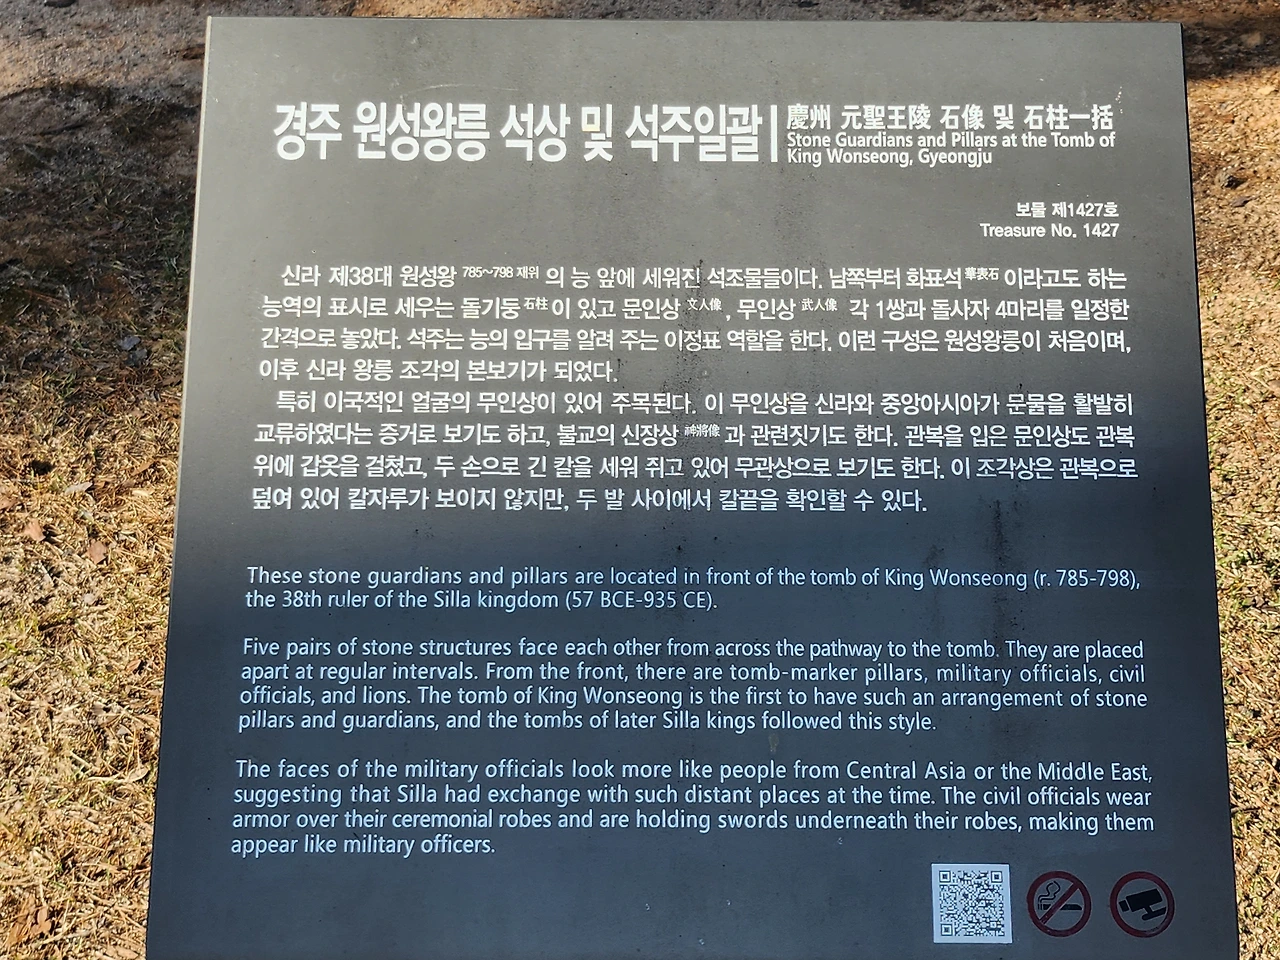 경주 원성왕릉 석상 및 석주일괄
慶州 元聖王陵 石像 및 石柱一括
Stone Guardians and Pillars at the Tomb of
King Wonseong, Gyeongju
보물 제1427호
Treasure No. 1427
신라 제38대 원성왕 785~798 재위 의 능 앞에 세워진 석조물들이다. 남쪽부터 화표석 華表石 이라고도 하는
능역의 표시로 세우는 돌기둥 石柱 이 있고 문인상 文人像, 무인상 武人像 각 1쌍과 돌사자 4마리를 일정한
간격으로 놓았다. 석주는 능의 입구를 알려 주는 이정표 역할을 한다. 이런 구성은 원성왕릉이 처음이며,
이후 신라 왕릉 조각의 본보기가 되었다.
특히 이국적인 얼굴의 무인상이 있어 주목된다. 이 무인상을 신라와 중앙아시아가 문물을 활발히
교류하였다는 증거로 보기도 하고, 불교의 신장상 神將像 과 관련짓기도 한다. 관복을 입은 문인상도 관복
위에 갑옷을 걸쳤고, 두 손으로 긴 칼을 세워 쥐고 있어 무관상으로 보기도 한다. 이 조각상은 관복으로
덮여 있어 칼자루가 보이지 않지만, 두 발 사이에서 칼끝을 확인할 수 있다.
These stone guardians and pillars are located in front of the tomb of King Wonseong (r. 785-798),
the 38th ruler of the Silla kingdom (57 BCE-935 CE).
Five pairs of stone structures face each other from across the pathway to the tomb. They are placed
apart at regular intervals. From the front, there are tomb-marker pillars, military officials, civil
officials, and lions. The tomb of King Wonseong is the first to have such an arrangement of stone
pillars and guardians, and the tombs of later Silla kings followed this style.
The faces of the military officials look more like people from Central Asia or the Middle East,
suggesting that Silla had exchange with such distant places at the time. The civil officials wear
armor over their ceremonial robes and are holding swords underneath their robes, making them
appear like military officers.